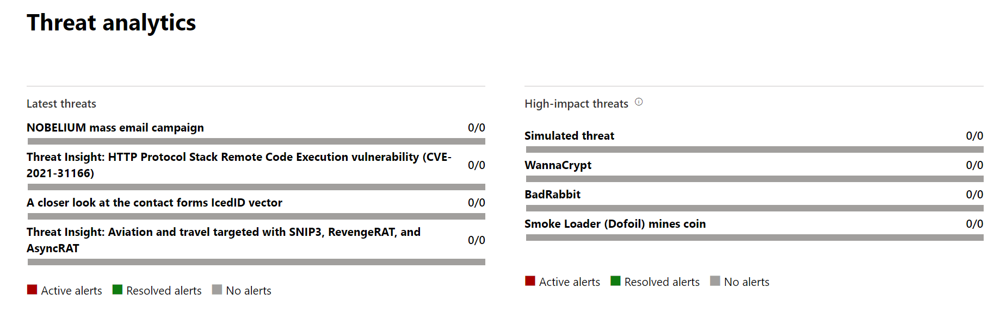 Threat analytics
Latest threats
NOBELIUM mass email campaign 0/0
Threat Insight: HTTP Protocol Stack Remote Code Execution vulnerability (CVE-
2021-31166) 0/0
A closer look at the contact forms IcedID vector 0/0
Threat Insight: Aviation and travel targeted with SNIP3, RevengeRAT, and
AsyncRAT 0/0
Active alerts Resolved alerts No alerts
High-impact threats
Simulated threat 0/0
WannaCrypt 0/0
BadRabbit 0/0
Smoke Loader (Dofoil) mines coin 0/0
Active alerts Resolved alerts No alerts